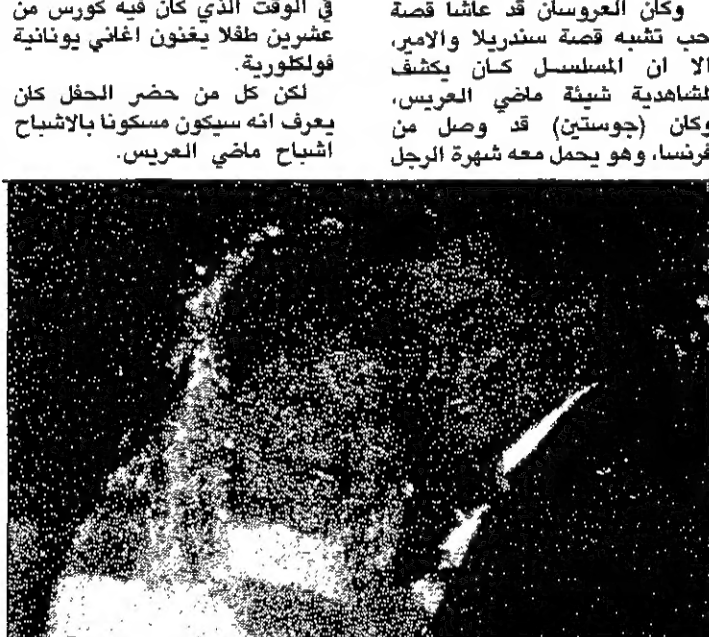 وكان العروسان قد عاشا قصة
حب تشبه قصة سندريلا والامير،
الا ان المسلسل كان يكشف
لمشاهدية شيئة ماضي العريس،
وكان (جوستين) قد وصل من
فرنسا، وهو يحمل معه شهرة الرجل
في الوقت الذي كان فيه كورس من
عشرين طفلا يغنون اغاني يونانية
فولكلورية.
لكن كل من حضر الحفل كان
يعرف انه سيكون مسكونا بالاشباح
اشباح ماضي العريس.